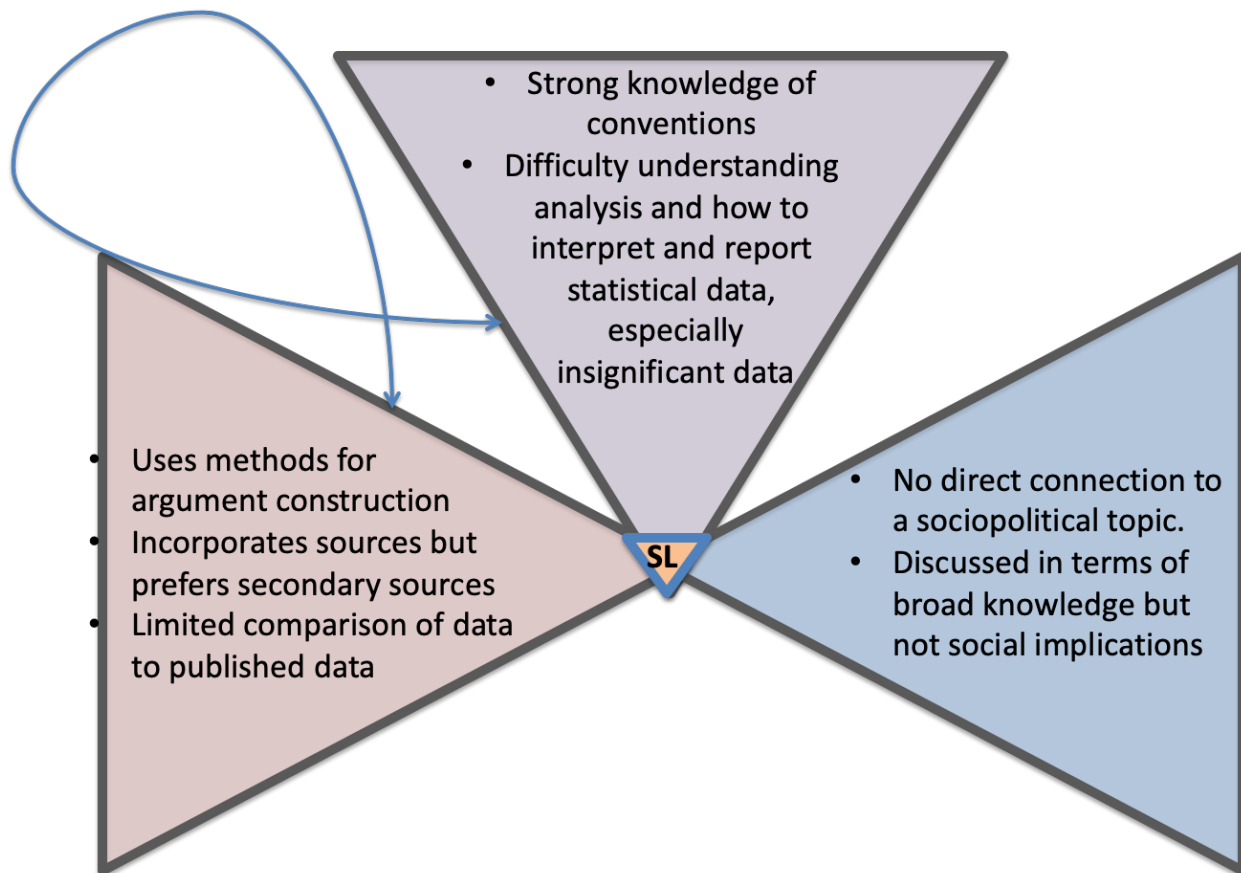 • Strong knowledge of
conventions
• Difficulty understanding
analysis and how to
interpret and report
statistical data,
especially
insignificant data
• Uses methods for
argument construction
• Incorporates sources but
prefers secondary sources
• Limited comparison of data
to published data
SL
• No direct connection to
a sociopolitical topic.
• Discussed in terms of
broad knowledge but
not social implications